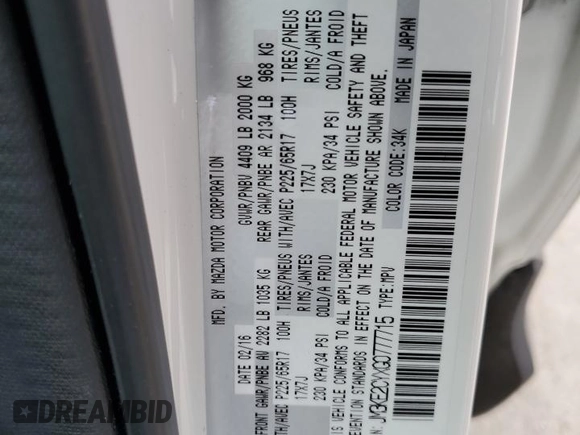 MFD. BY MAZDA MOTOR CORPORATION
DATE 02/16 GVWR/PNBV 4409 LB 2000 KG
FRONT GAWR/PNBE AV 2282 LB 1035 KG REAR GAWR/PNBE AR 2134 LB 968 KG
TIRES/PNEUS WITH/AVEC P225/65R17 100H TIRES/PNEUS
WITH/AVEC P225/65R17 100H
RIMS/JANTES 17X7J RIMS/JANTES
17X7J
COLD/A FROID 230 KPA/34 PSI COLD/A FROID
230 KPA/34 PSI
THIS VEHICLE CONFORMS TO ALL APPLICABLE FEDERAL MOTOR VEHICLE SAFETY AND THEFT
PREVENTION STANDARDS IN EFFECT ON THE DATE OF MANUFACTURE SHOWN ABOVE.
TYPE: MPV COLOR CODE: 34K MADE IN JAPAN
DREAMBID